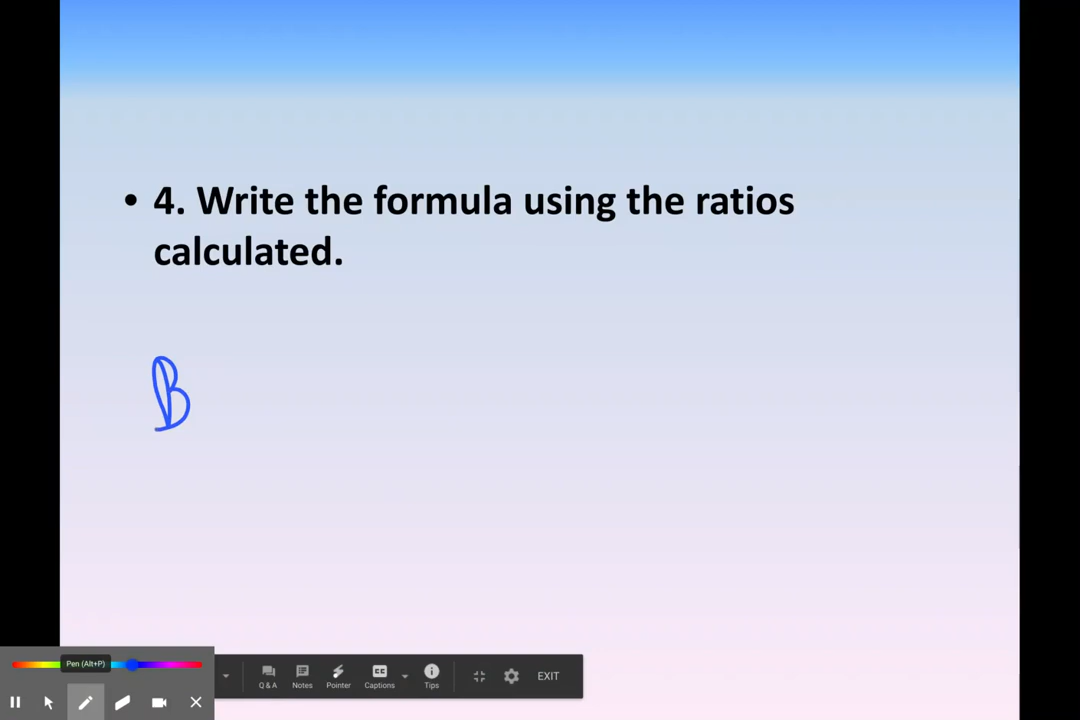 • 4. Write the formula using the ratios
calculated.
B
Pen (Alt+P)
Q & A Notes Pointer Captions Tips EXIT